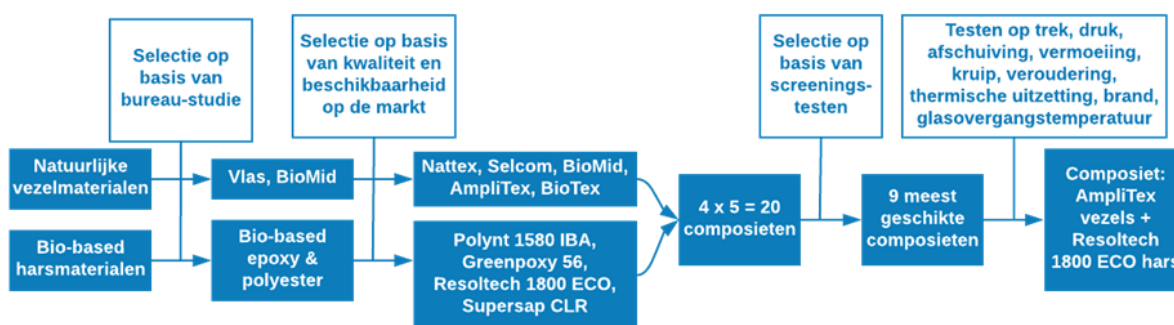 Selectie op
basis van
bureau-studie
Selectie op basis
van kwaliteit en
beschikbaarheid
op de markt
Selectie op
basis van
screenings-
testen
Testen op trek, druk,
afschuiving, vermoeiing,
kruip, veroudering,
thermische uitzetting, brand,
glasovergangstemperatuur
Natuurlijke
vezelmaterialen
Vlas, BioMid
Nattex, Selcom, BioMid,
AmpliTex, BioTex
Bio-based
harsmaterialen
Bio-based
epoxy &
polyester
Polynt 1580 IBA,
Greenpoxy 56,
Resoltech 1800 ECO,
Supersap CLR
4 x 5 = 20
composieten
9 meest
geschikte
composieten
Composiet:
AmpliTex
vezels +
Resoltech
1800 ECO hars